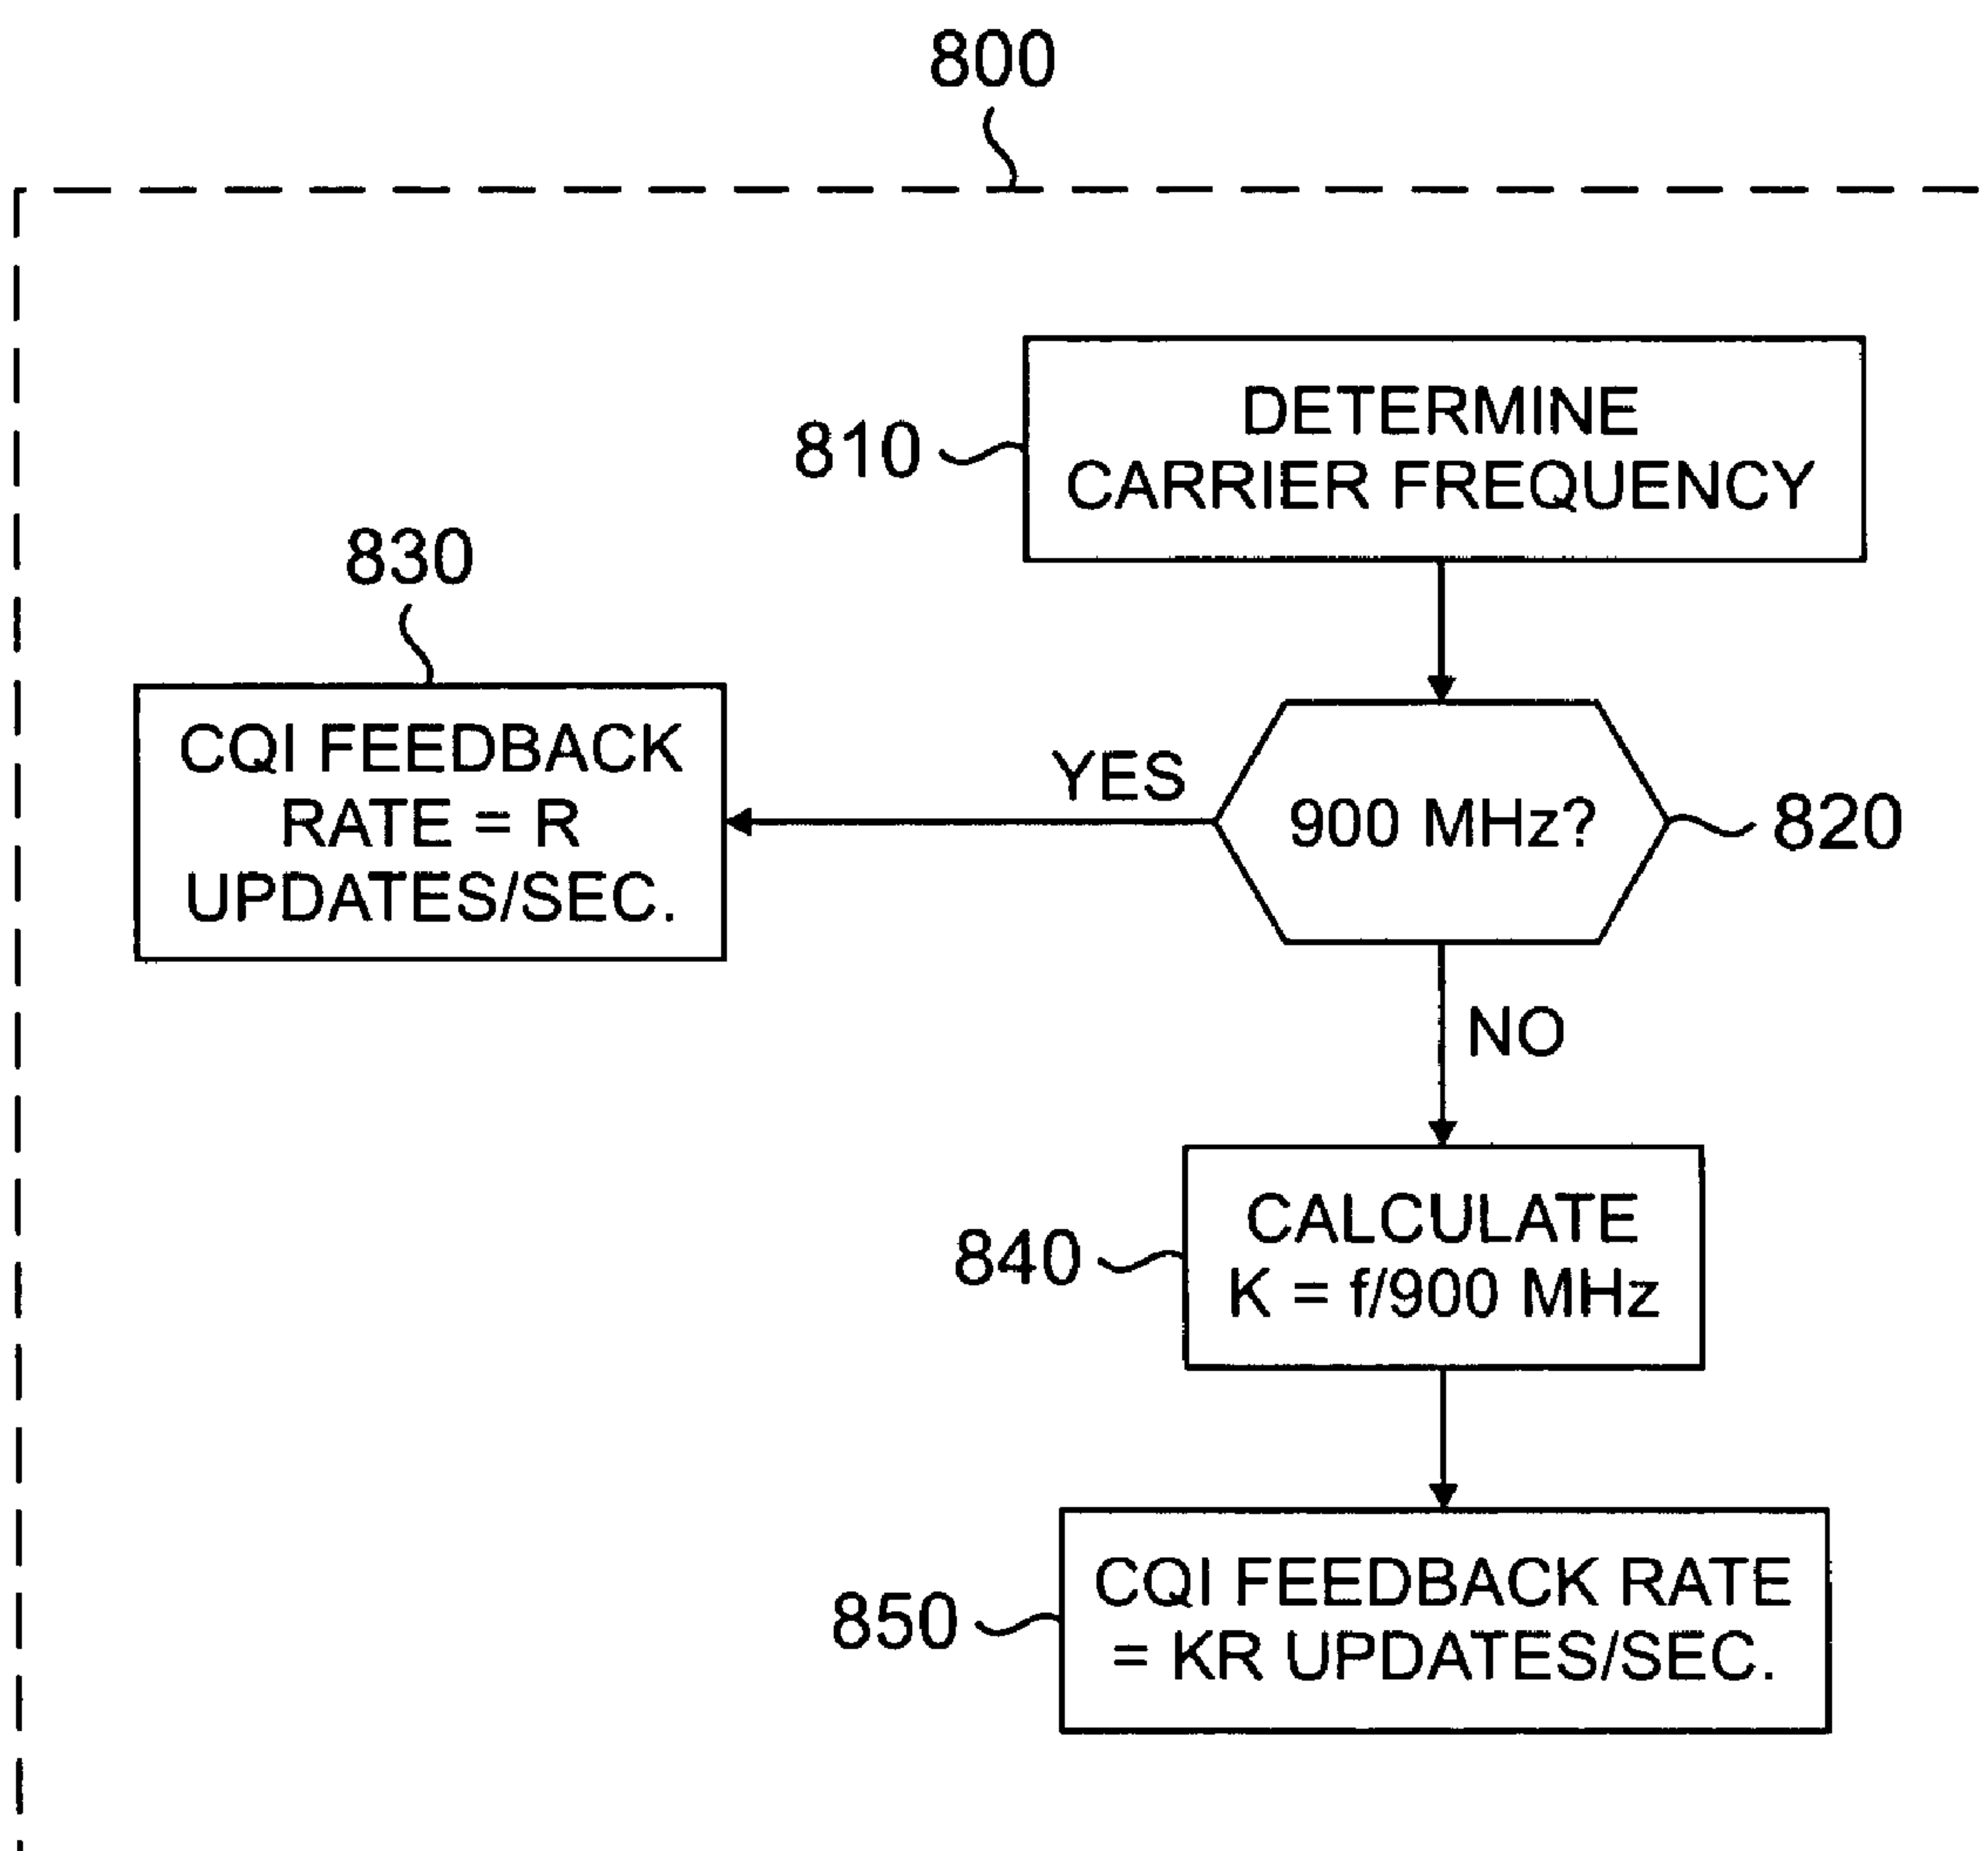 800
810
DETERMINE
CARRIER FREQUENCY
830
CQI FEEDBACK
RATE = R
UPDATES/SEC.
YES
900 MHz?
820
NO
840
CALCULATE
K = f/900 MHz
850
CQI FEEDBACK RATE
= KR UPDATES/SEC.